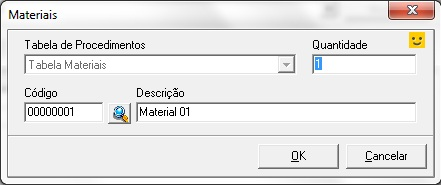 Materiais
Tabela de Procedimentos Quantidade
Tabela Materiais 1
Código Descrição
00000001 Material 01
OK Cancelar